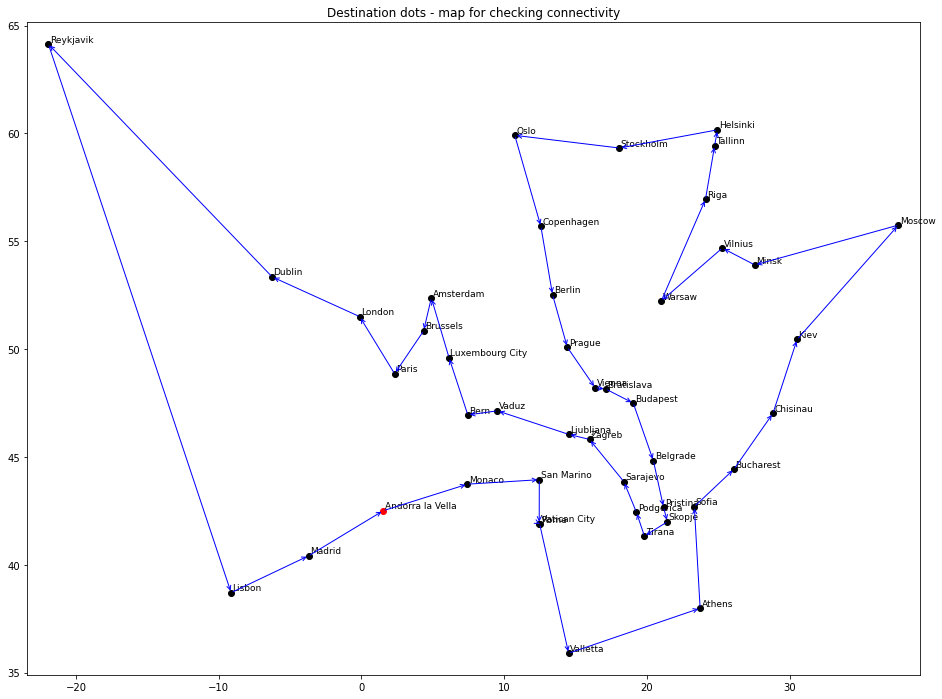 Destination dots - map for checking connectivity
65
Reykjavik
60
Oslo
Helsinki
Stockholm
Tallinn
Riga
Copenhagen
Moscow
55
Vilnius
Minsk
Dublin
Berlin
Amsterdam
Warsaw
London
Brussels
Kiev
50
Prague
Luxembourg City
Paris
Vienna
Bratislava
Budapest
Vaduz
Bern
Chisinau
Ljubljana
Zagreb
45
Belgrade
Bucharest
San Marino
Monaco
Sarajevo
Andorra la Vella
Pristina
Sofia
Podgorica
Skopje
Vatican City
Rome
Tirana
Madrid
40
Lisbon
Athens
Valletta
35
−20
−10
0
10
20
30